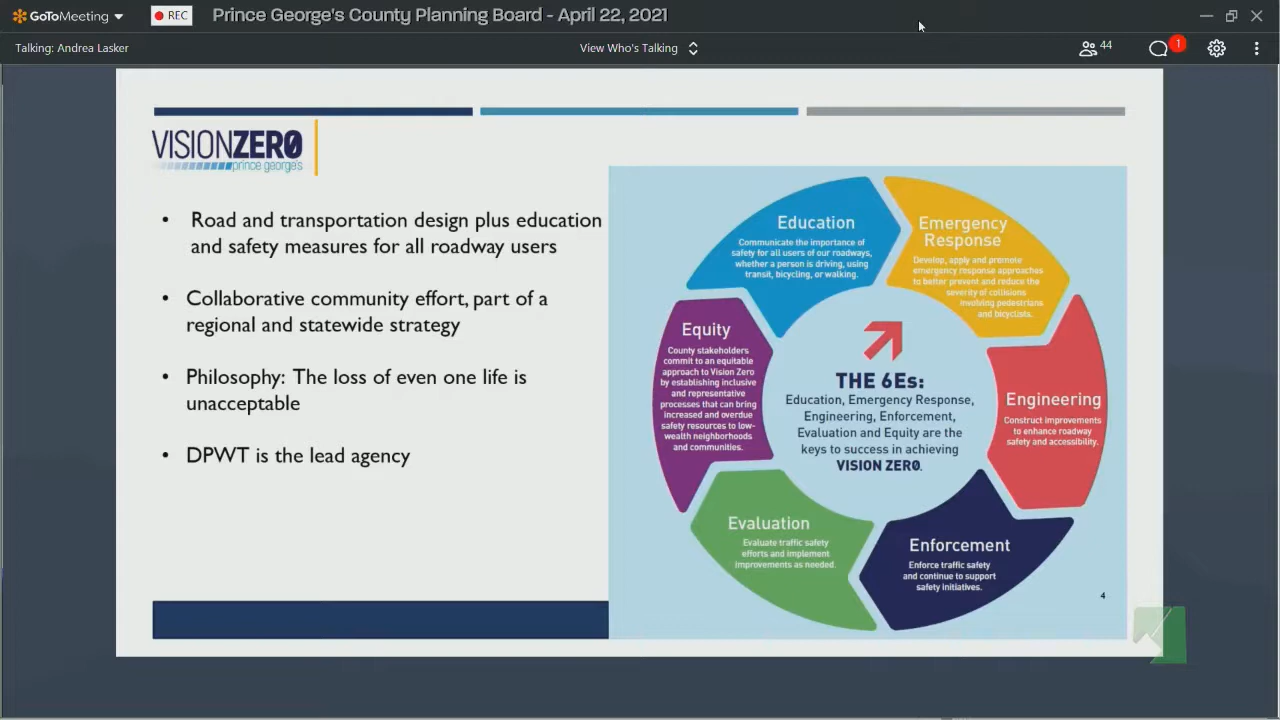 GoToMeeting
REC
Prince George's County Planning Board - April 22, 2021
Talking: Andrea Lasker
View Who's Talking
44
1
VISIONZERØ
prince george's
• Road and transportation design plus education
and safety measures for all roadway users
• Collaborative community effort, part of a
regional and statewide strategy
• Philosophy: The loss of even one life is
unacceptable
• DPWT is the lead agency
Education
Communicate the importance of
safety for all users of our roadways,
whether a person is driving, using
transit, bicycling, or walking.
Emergency
Response
Develop, apply and promote
emergency response approaches
to better prevent and reduce the
severity of collisions
involving pedestrians
and bicyclists.
Equity
County stakeholders
commit to an equitable
approach to Vision Zero
by establishing inclusive
and representative
processes that can bring
increased and overdue
safety resources to low-
wealth neighborhoods
and communities.
THE 6Es:
Education, Emergency Response,
Engineering, Enforcement,
Evaluation and Equity are the
keys to success in achieving
VISION ZERØ.
Engineering
Construct improvements
to enhance roadway
safety and accessibility.
Evaluation
Evaluate traffic safety
efforts and implement
improvements as needed.
Enforcement
Enforce traffic safety
and continue to support
safety initiatives.
4